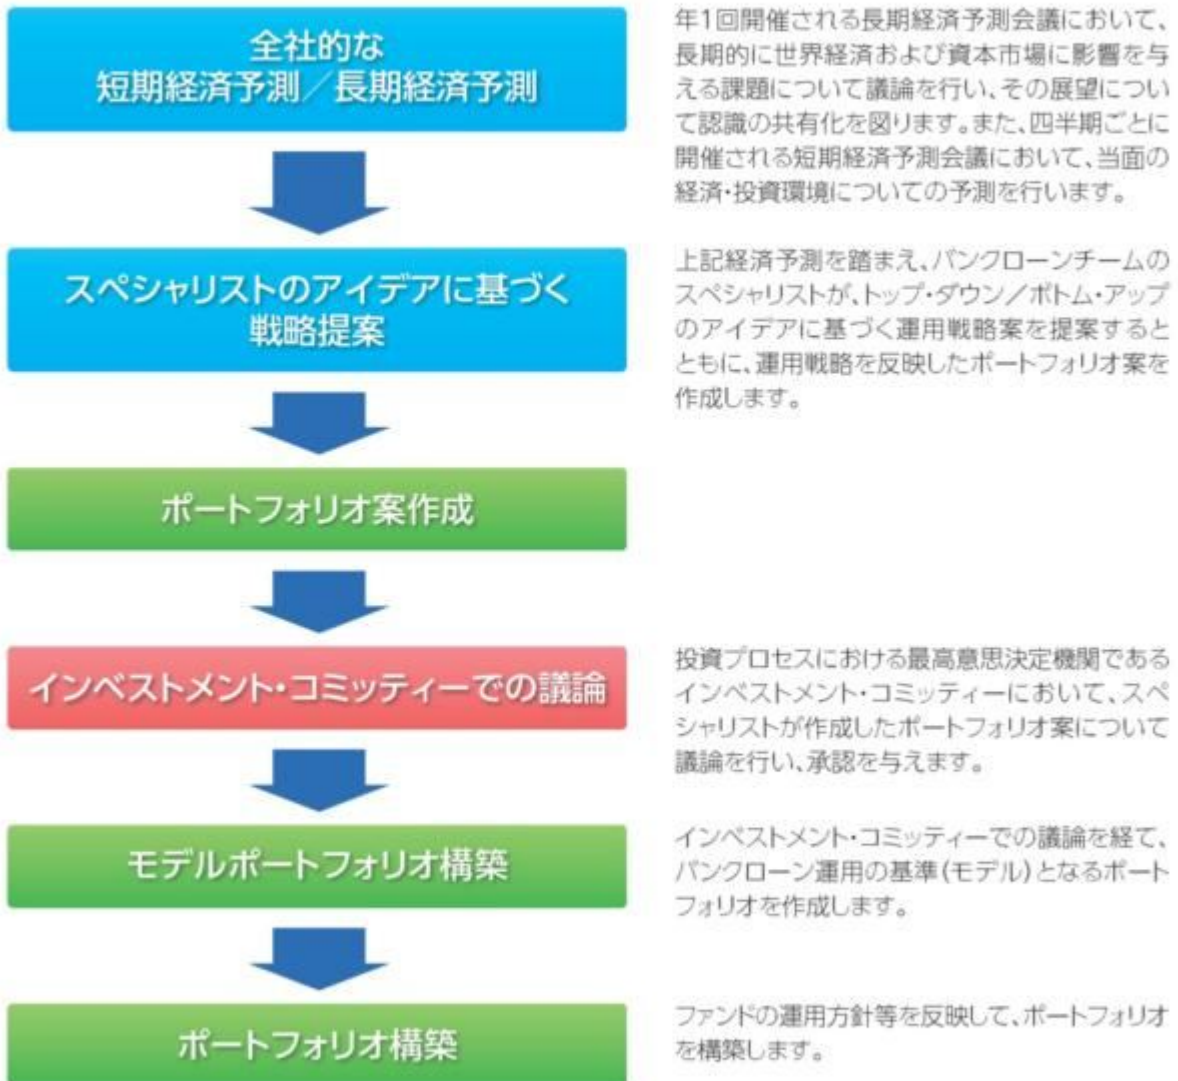 全社的な
短期経済予測／長期経済予測
年1回開催される長期経済予測会議において、
長期的に世界経済および資本市場に影響を与
える課題について議論を行い、その展望につい
て認識の共有化を図ります。また、四半期ごとに
開催される短期経済予測会議において、当面の
経済・投資環境についての予測を行います。
スペシャリストのアイデアに基づく
戦略提案
上記経済予測を踏まえ、バンクローンチームの
スペシャリストが、トップ・ダウン／ボトム・アップ
のアイデアに基づく運用戦略案を提案すると
ともに、運用戦略を反映したポートフォリオ案を
作成します。
ポートフォリオ案作成
インベストメント・コミッティーでの議論
投資プロセスにおける最高意思決定機関である
インベストメント・コミッティーにおいて、スペ
シャリストが作成したポートフォリオ案について
議論を行い、承認を与えます。
モデルポートフォリオ構築
インベストメント・コミッティーでの議論を経て、
バンクローン運用の基準(モデル)となるポート
フォリオを作成します。
ポートフォリオ構築
ファンドの運用方針等を反映して、ポートフォリオ
を構築します。